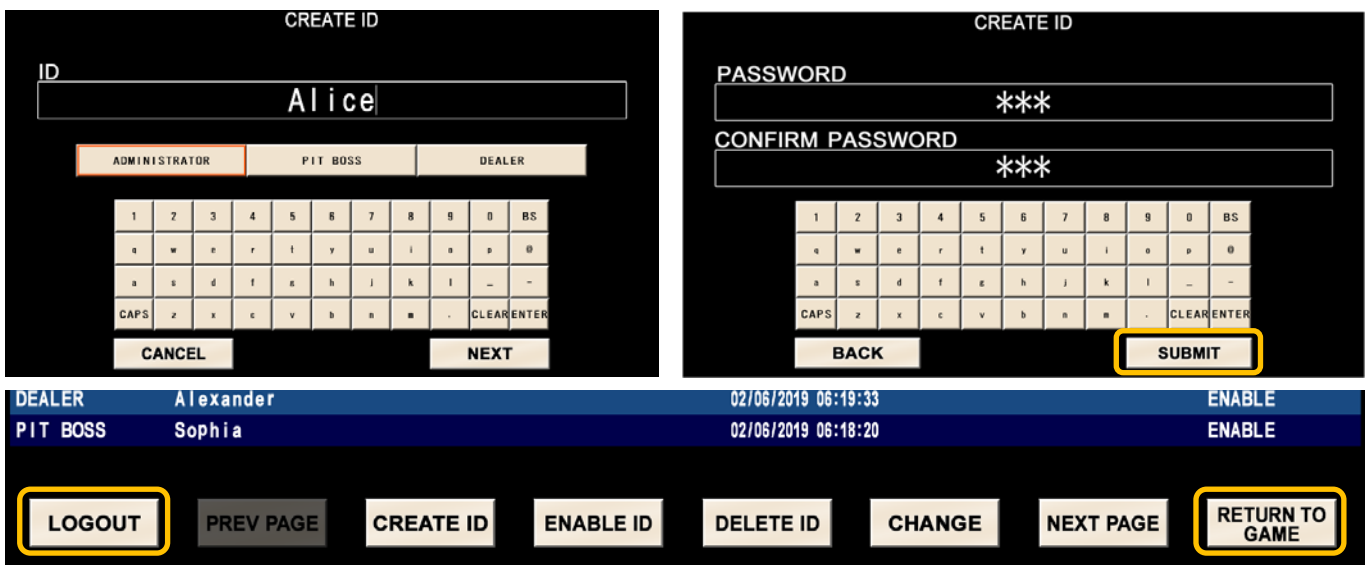 CREATE ID
ID
Alice
ADMINISTRATOR PIT BOSS DEALER
1 2 3 4 5 6 7 8 9 0 BS
q w e r t y u i o p @
a s d f g h j k l _ -
CAPS z x c v b n m . CLEAR ENTER
CANCEL NEXT
CREATE ID
PASSWORD
***
CONFIRM PASSWORD
***
1 2 3 4 5 6 7 8 9 0 BS
q w e r t y u i o p @
a s d f g h j k l _ -
CAPS z x c v b n m . CLEAR ENTER
BACK SUBMIT
DEALER Alexander 02/06/2019 06:19:33 ENABLE
PIT BOSS Sophia 02/06/2019 06:18:20 ENABLE
LOGOUT PREV PAGE CREATE ID ENABLE ID DELETE ID CHANGE NEXT PAGE RETURN TO
GAME